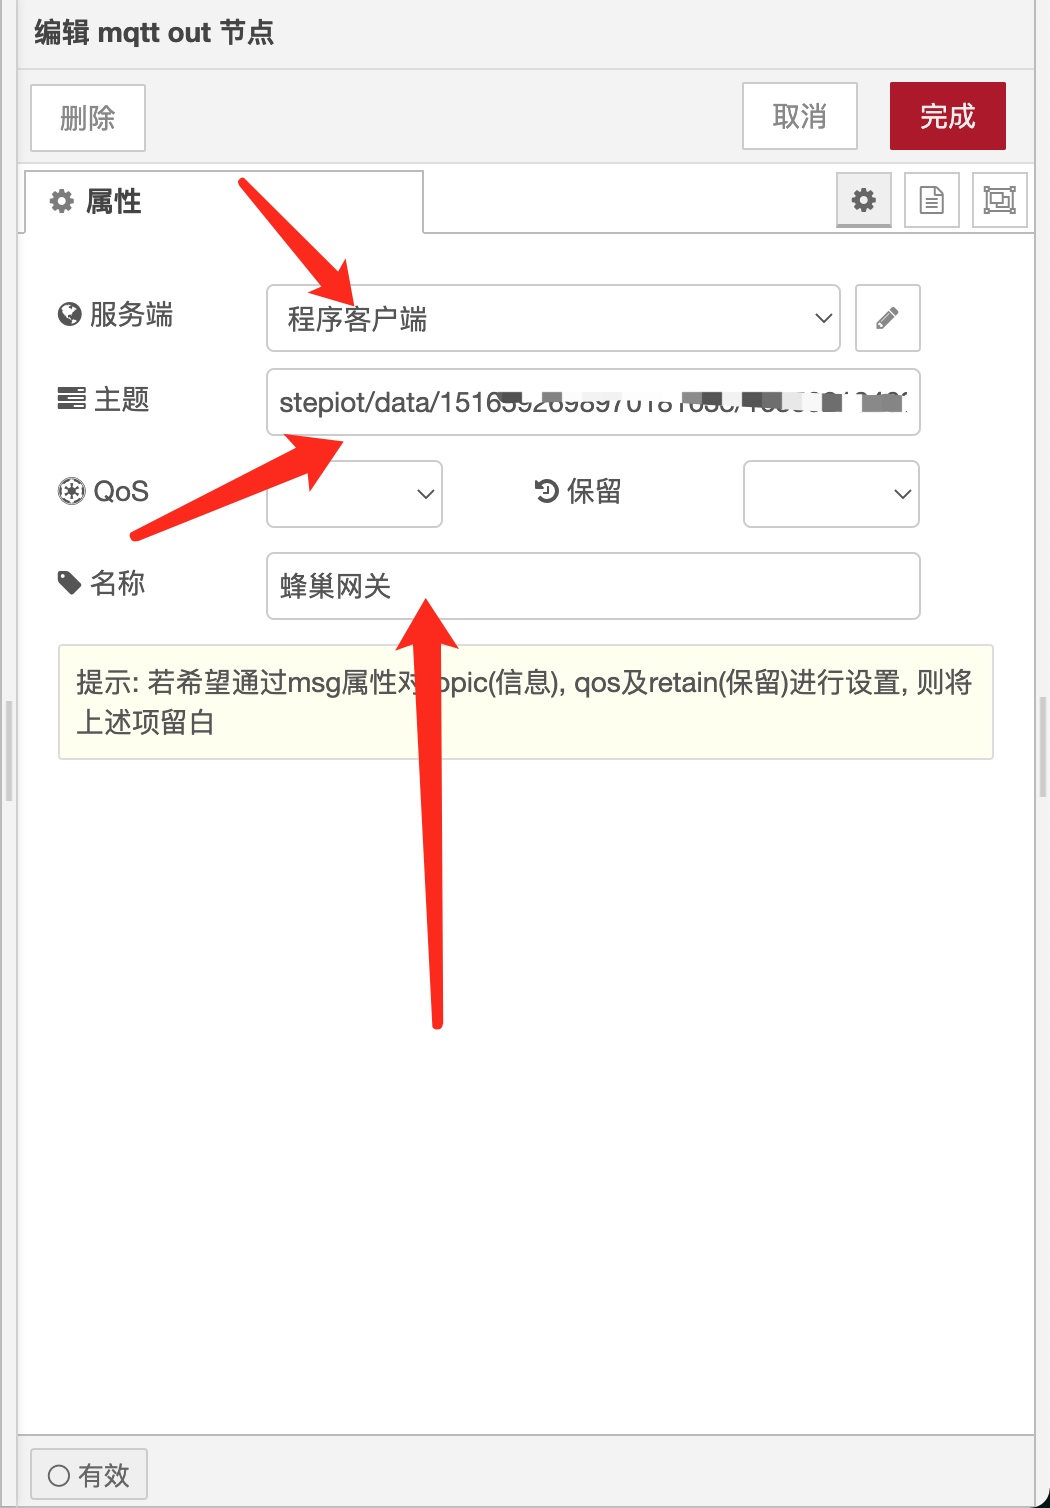 编辑 mqtt out 节点
删除
取消
完成
属性
服务端
程序客户端
主题
stepiot/data/1516
QoS
保留
名称
蜂巢网关
提示: 若希望通过msg属性对 opic(信息), qos及retain(保留)进行设置, 则将
上述项留白
有效